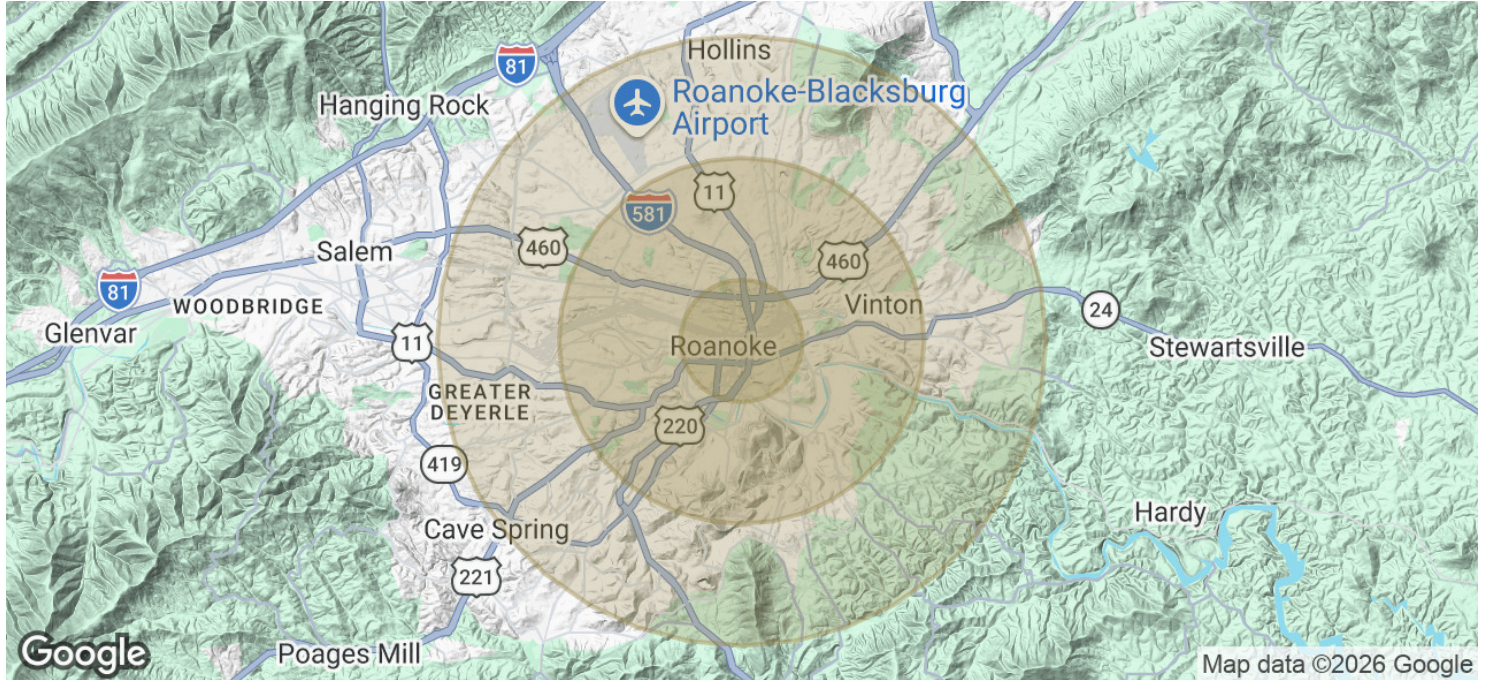 Hollins
81
Roanoke-Blacksburg
Airport
Hanging Rock
11
581
460
Salem
460
81
WOODBRIDGE
Vinton
24
Glenvar
11
Roanoke
Stewartsville
GREATER
DEYERLE
220
419
Hardy
Cave Spring
221
Poages Mill
Google
Map data ©2026 Google